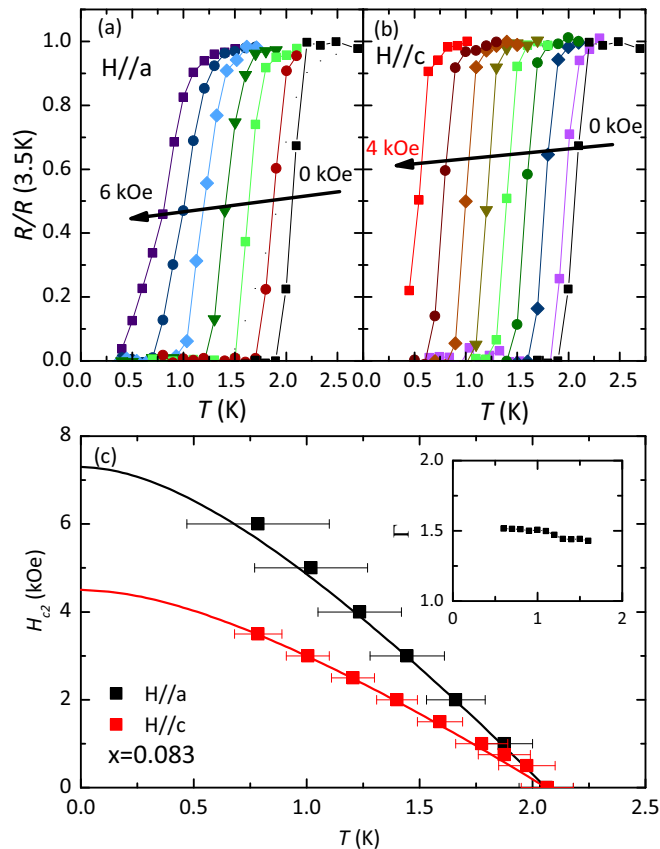 (a)
H//a
6 kOe
0 kOe
R/R (3.5K)
1.0
0.8
0.6
0.4
0.2
0.0
0.5 1.0 1.5 2.0 2.5
T (K)
(b)
H//c
4 kOe
0 kOe
0.0 0.5 1.0 1.5 2.0 2.5
T (K)
(c)
H_{c2} (kOe)
8
6
4
2
0
H//a
H//c
x=0.083
0.0 0.5 1.0 1.5 2.0 2.5
T (K)
Γ
2.0
1.5
1.0
0 1 2